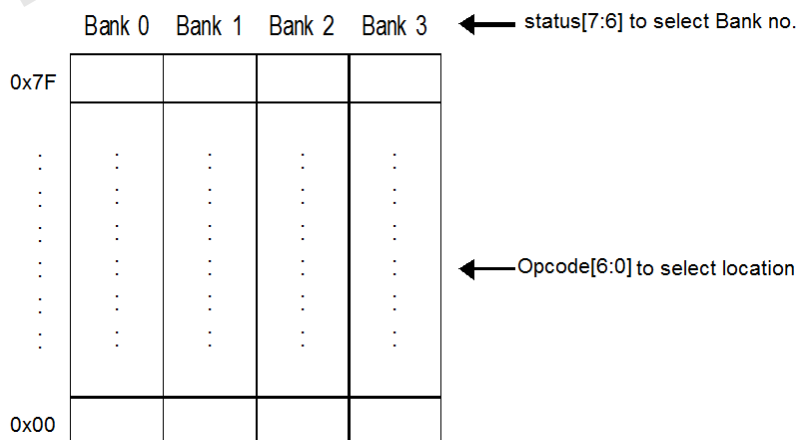 Bank 0 Bank 1 Bank 2 Bank 3 status[7:6] to select Bank no.
0x7F
Opcode[6:0] to select location
0x00